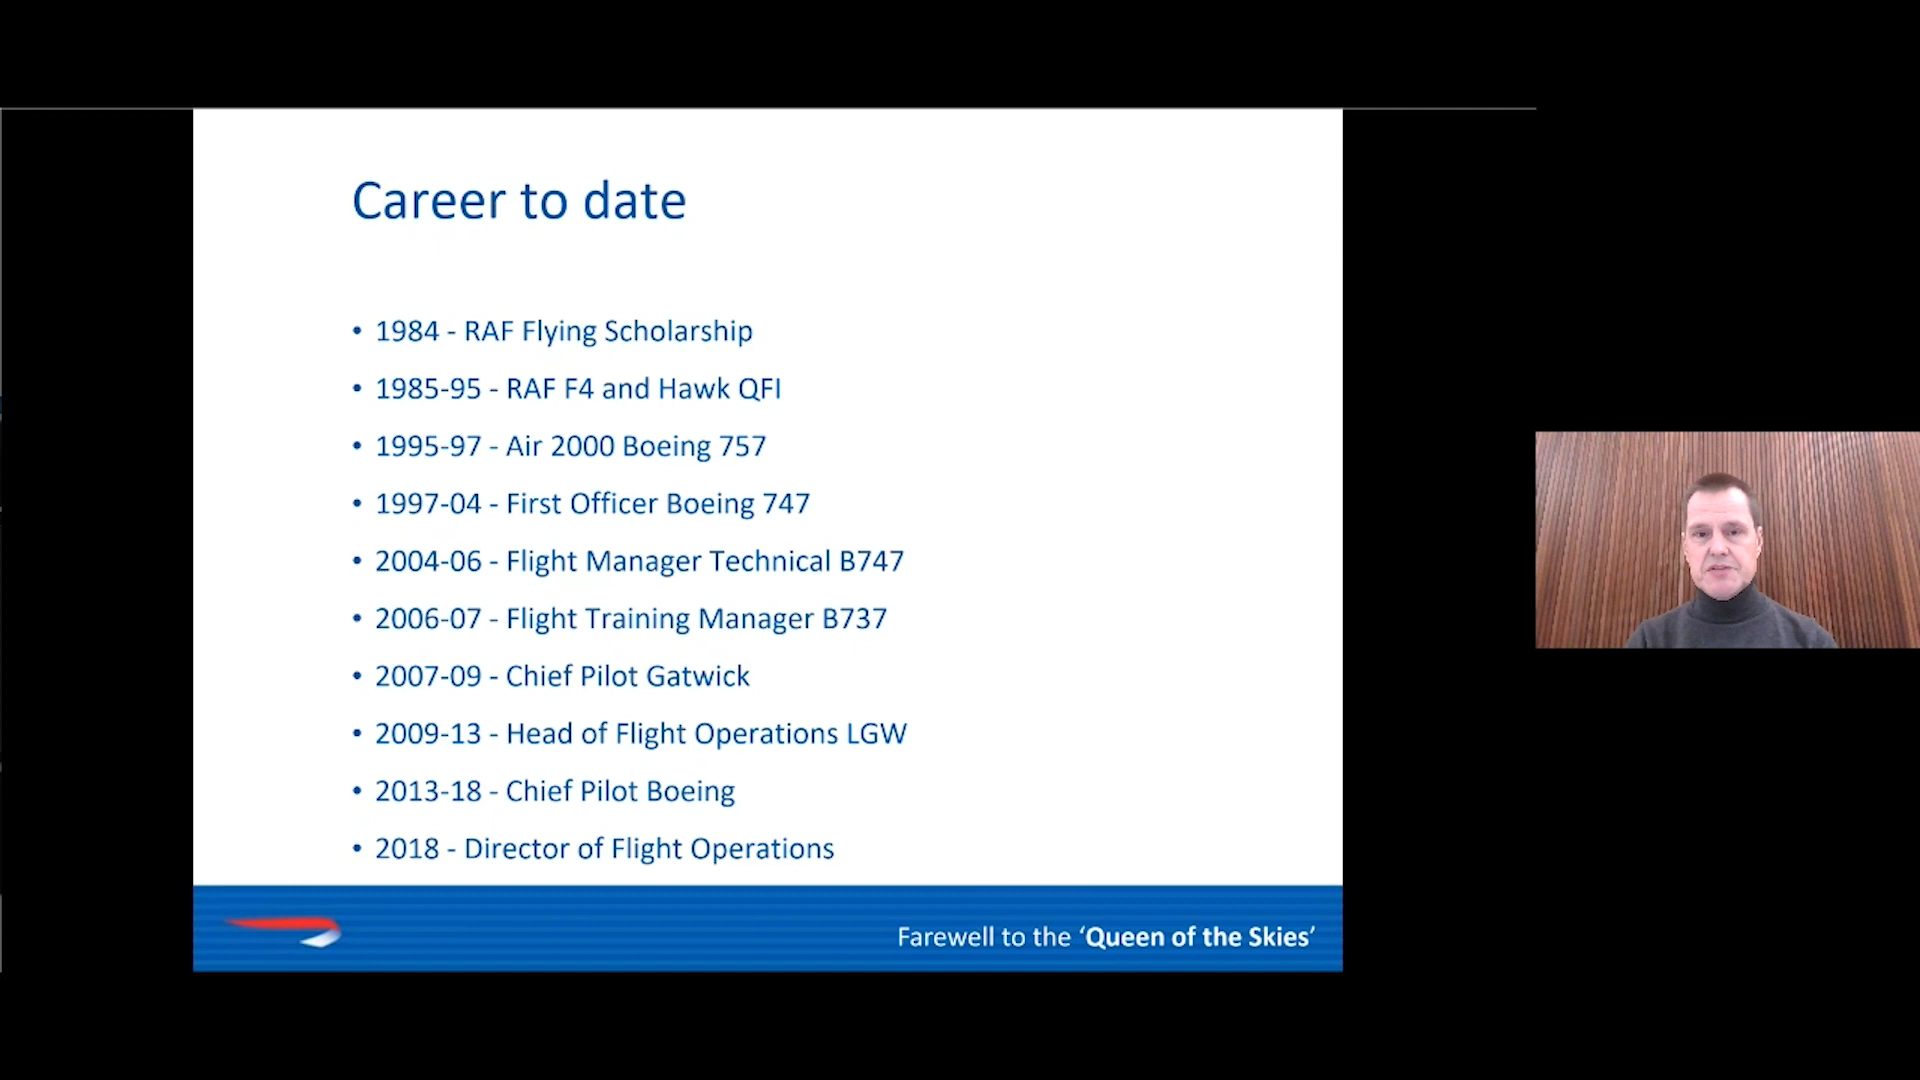 Career to date
• 1984 - RAF Flying Scholarship
• 1985-95 - RAF F4 and Hawk QFI
• 1995-97 - Air 2000 Boeing 757
• 1997-04 - First Officer Boeing 747
• 2004-06 - Flight Manager Technical B747
• 2006-07 - Flight Training Manager B737
• 2007-09 - Chief Pilot Gatwick
• 2009-13 - Head of Flight Operations LGW
• 2013-18 - Chief Pilot Boeing
• 2018 - Director of Flight Operations
Farewell to the ‘Queen of the Skies’